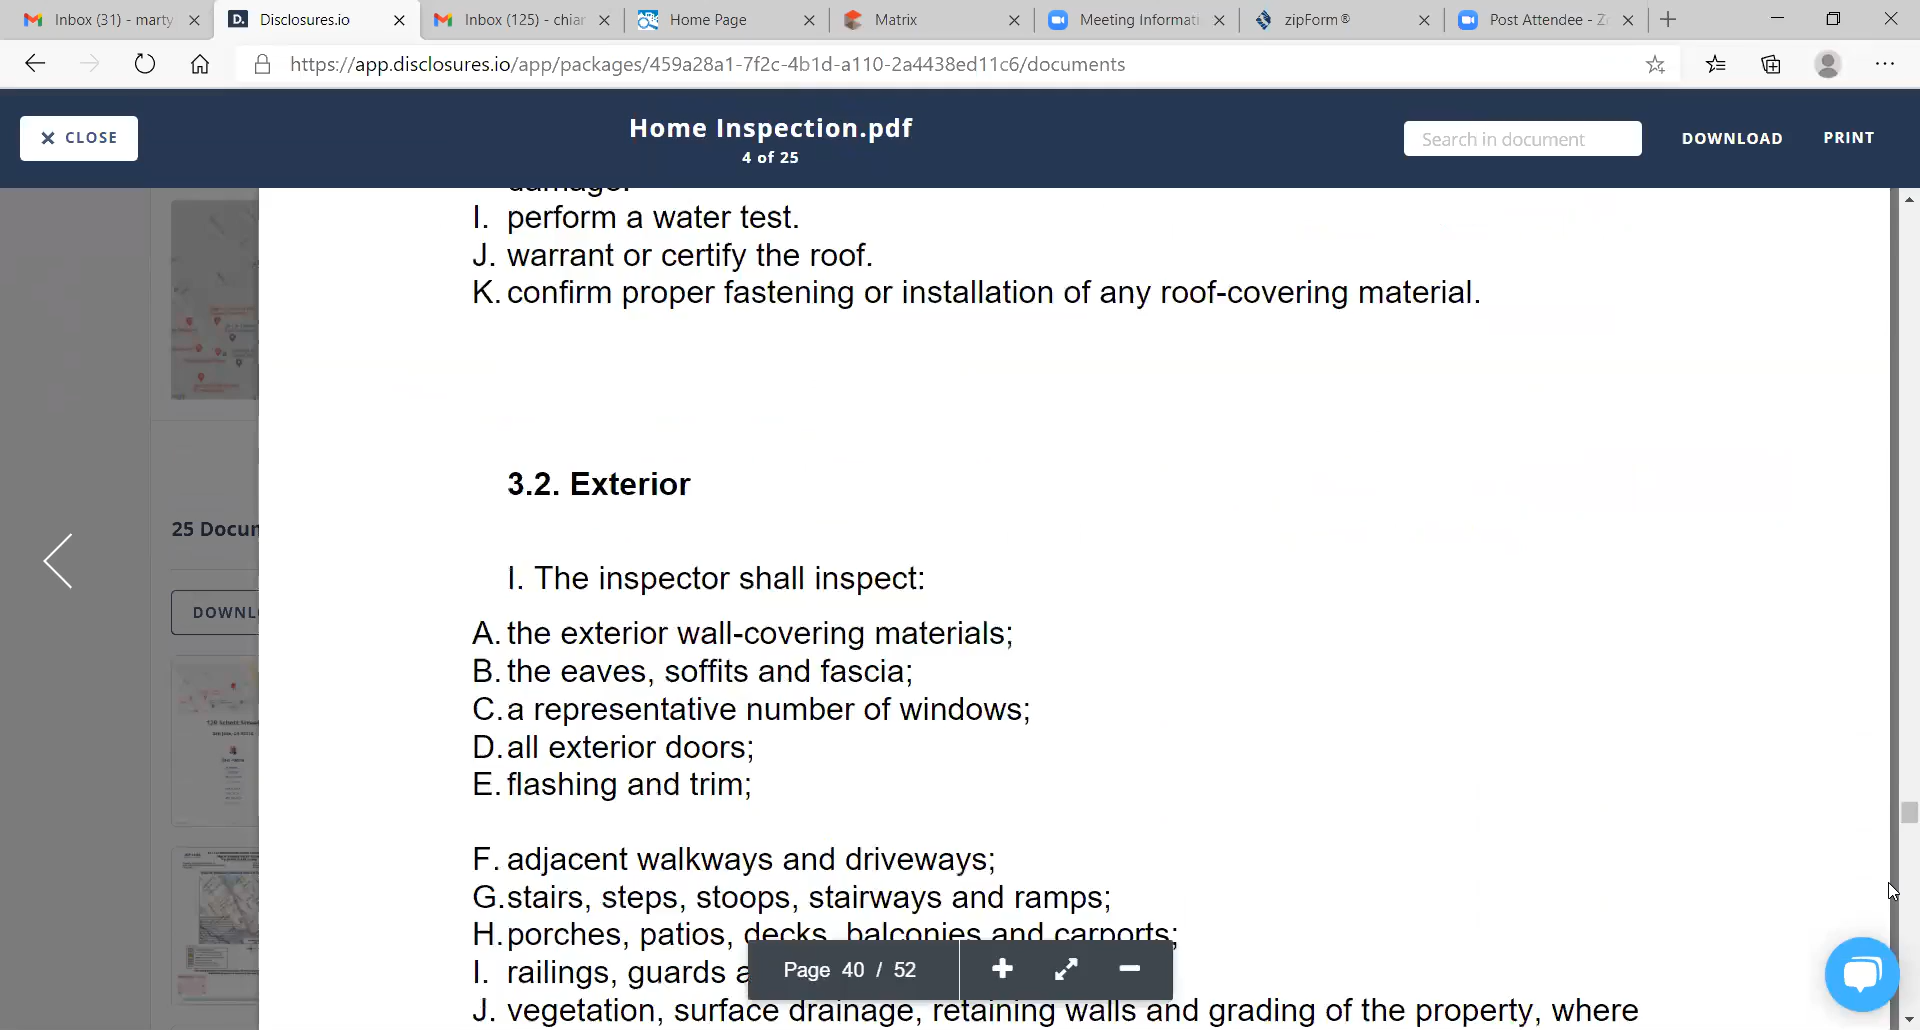 Inbox (31) - marty
Disclosures.io
Inbox (125) - chiar
Home Page
Matrix
Meeting Informati
zipForm®
Post Attendee - Zo
https://app.disclosures.io/app/packages/459a28a1-7f2c-4b1d-a110-2a4438ed11c6/documents
CLOSE
Home Inspection.pdf
4 of 25
Search in document
DOWNLOAD
PRINT
damage.
I. perform a water test.
J. warrant or certify the roof.
K. confirm proper fastening or installation of any roof-covering material.
3.2. Exterior
25 Docum
I. The inspector shall inspect:
DOWNL
A. the exterior wall-covering materials;
B. the eaves, soffits and fascia;
C. a representative number of windows;
D. all exterior doors;
E. flashing and trim;
F. adjacent walkways and driveways;
G. stairs, steps, stoops, stairways and ramps;
H. porches, patios, decks, balconies and carports;
I. railings, guards a
Page 40 / 52
J. vegetation, surface drainage, retaining walls and grading of the property, where